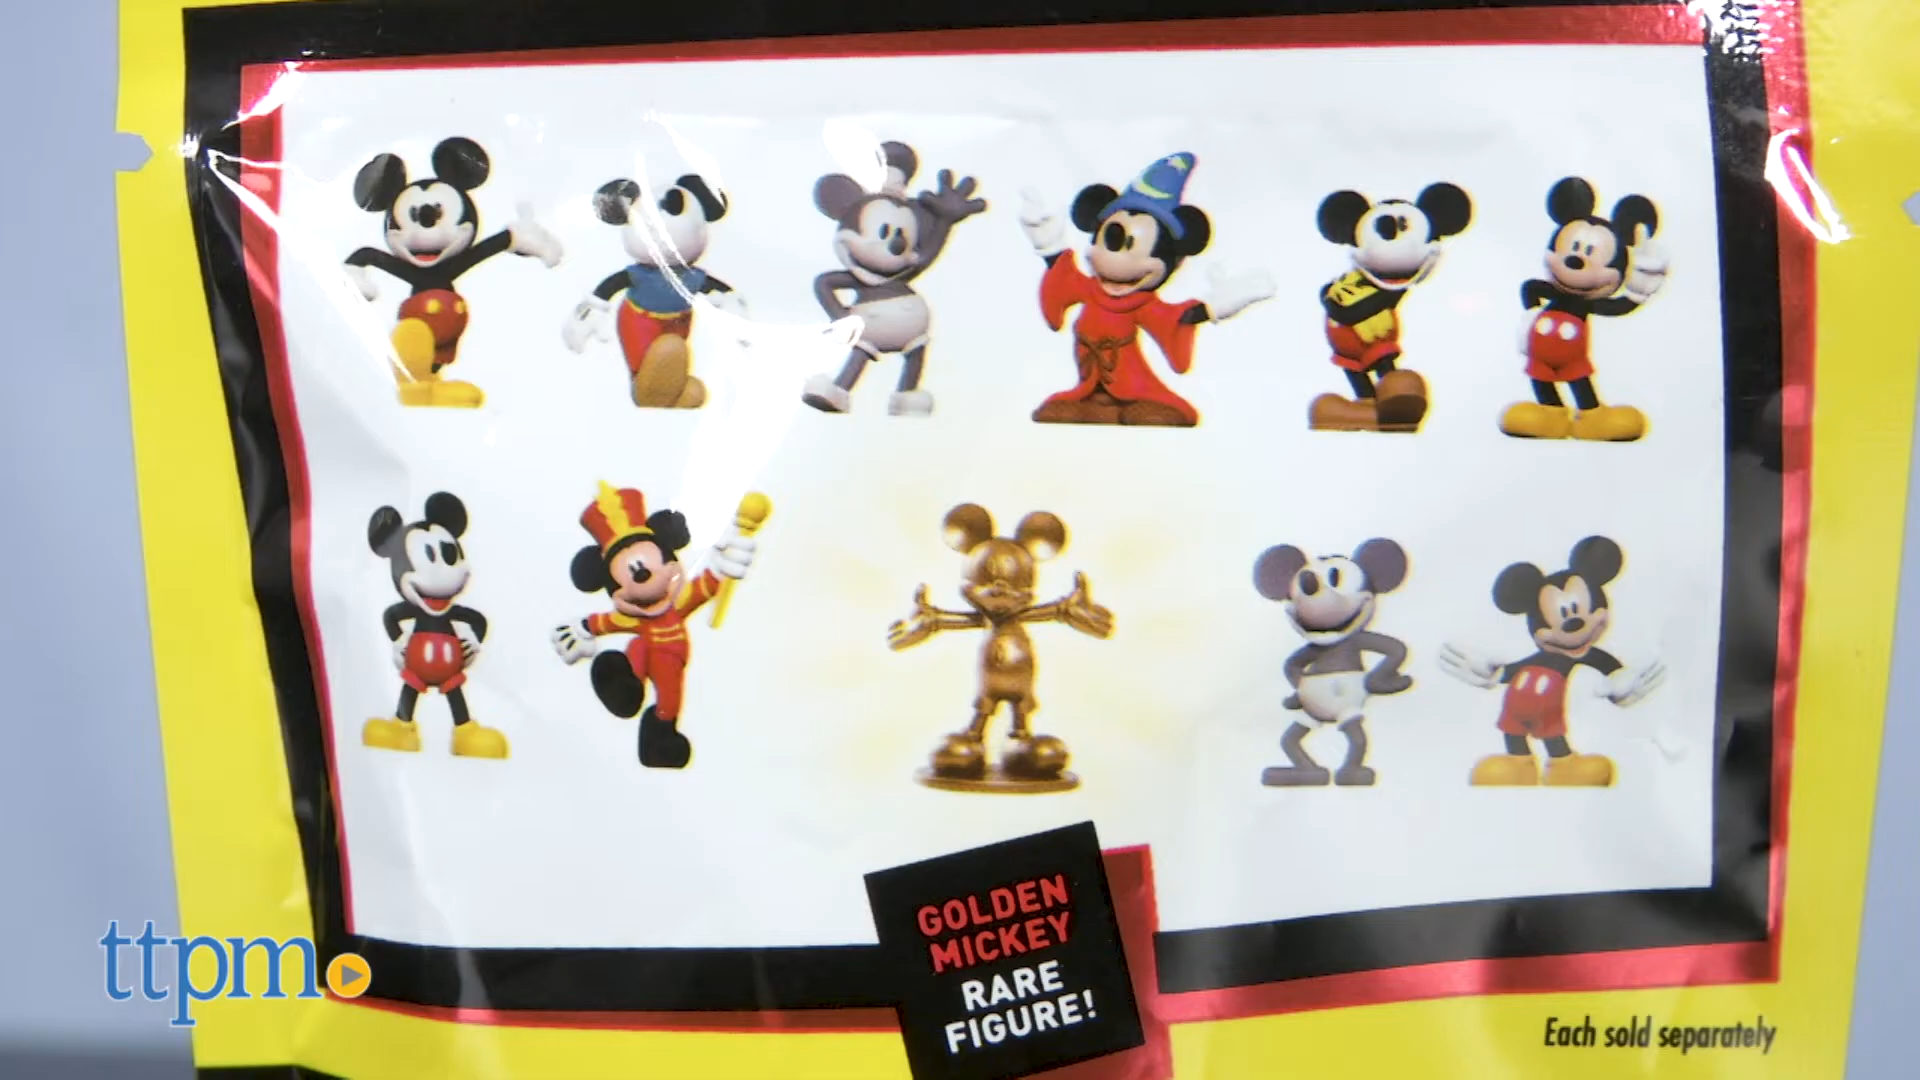 GOLDEN
MICKEY
RARE
FIGURE!
ttpm
Each sold separately